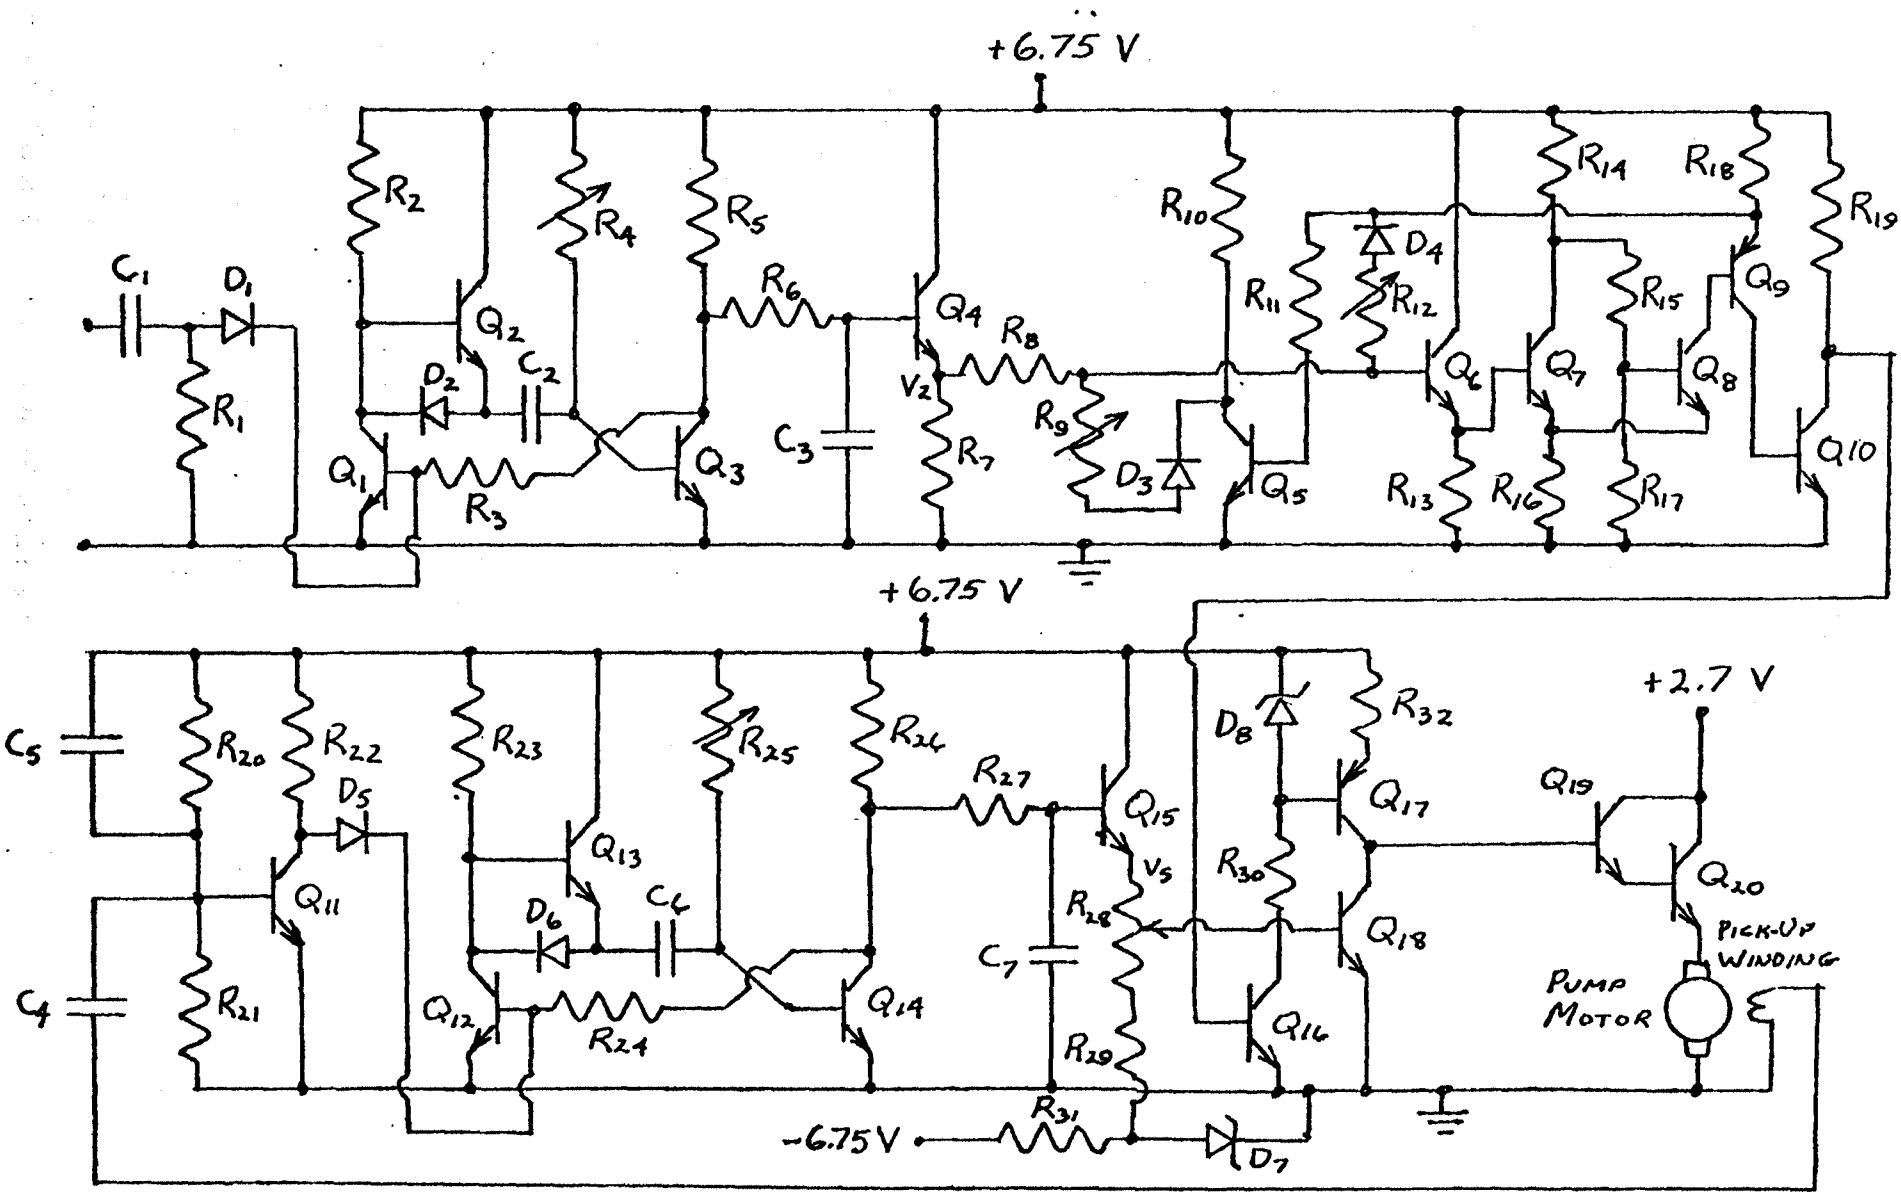 +6.75 V
R2
R4
R5
R10
R14
R18
R19
C1
D1
Q2
R6
Q4
R11
D4
R12
R15
Q9
R1
D2
C2
V2
R8
Q6
Q7
Q8
Q1
R3
Q3
C3
R7
R9
D3
Q5
R13
R16
R17
Q10
+6.75 V
+2.7 V
C5
R20
R22
D5
R23
R25
R26
R27
D8
R32
Q11
Q13
Q15
V5
Q17
Q19
Q20
D6
C6
R28
R30
Q18
C4
R21
Q12
R24
Q14
C7
R29
Q16
PICK-UP
WINDING
PUMP
MOTOR
-6.75 V
R31
D7